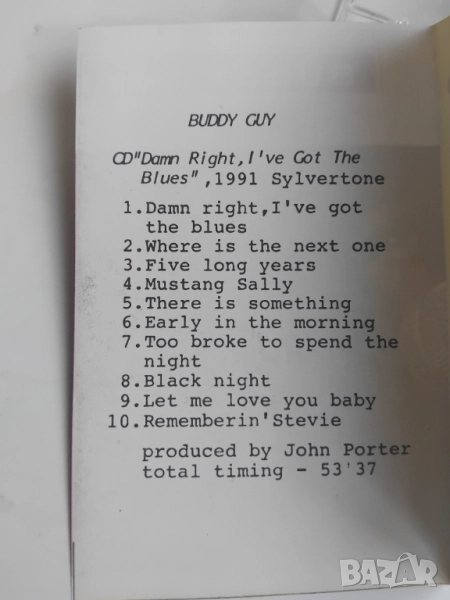 BUDDY GUY
CD"Damn Right,I've Got The
Blues",1991 Sylvertone
1.Damn right,I've got
the blues
2.Where is the next one
3.Five long years
4.Mustang Sally
5.There is something
6.Early in the morning
7.Too broke to spend the
night
8.Black night
9.Let me love you baby
10.Rememberin'Stevie
produced by John Porter
total timing - 53'37
BAZAR